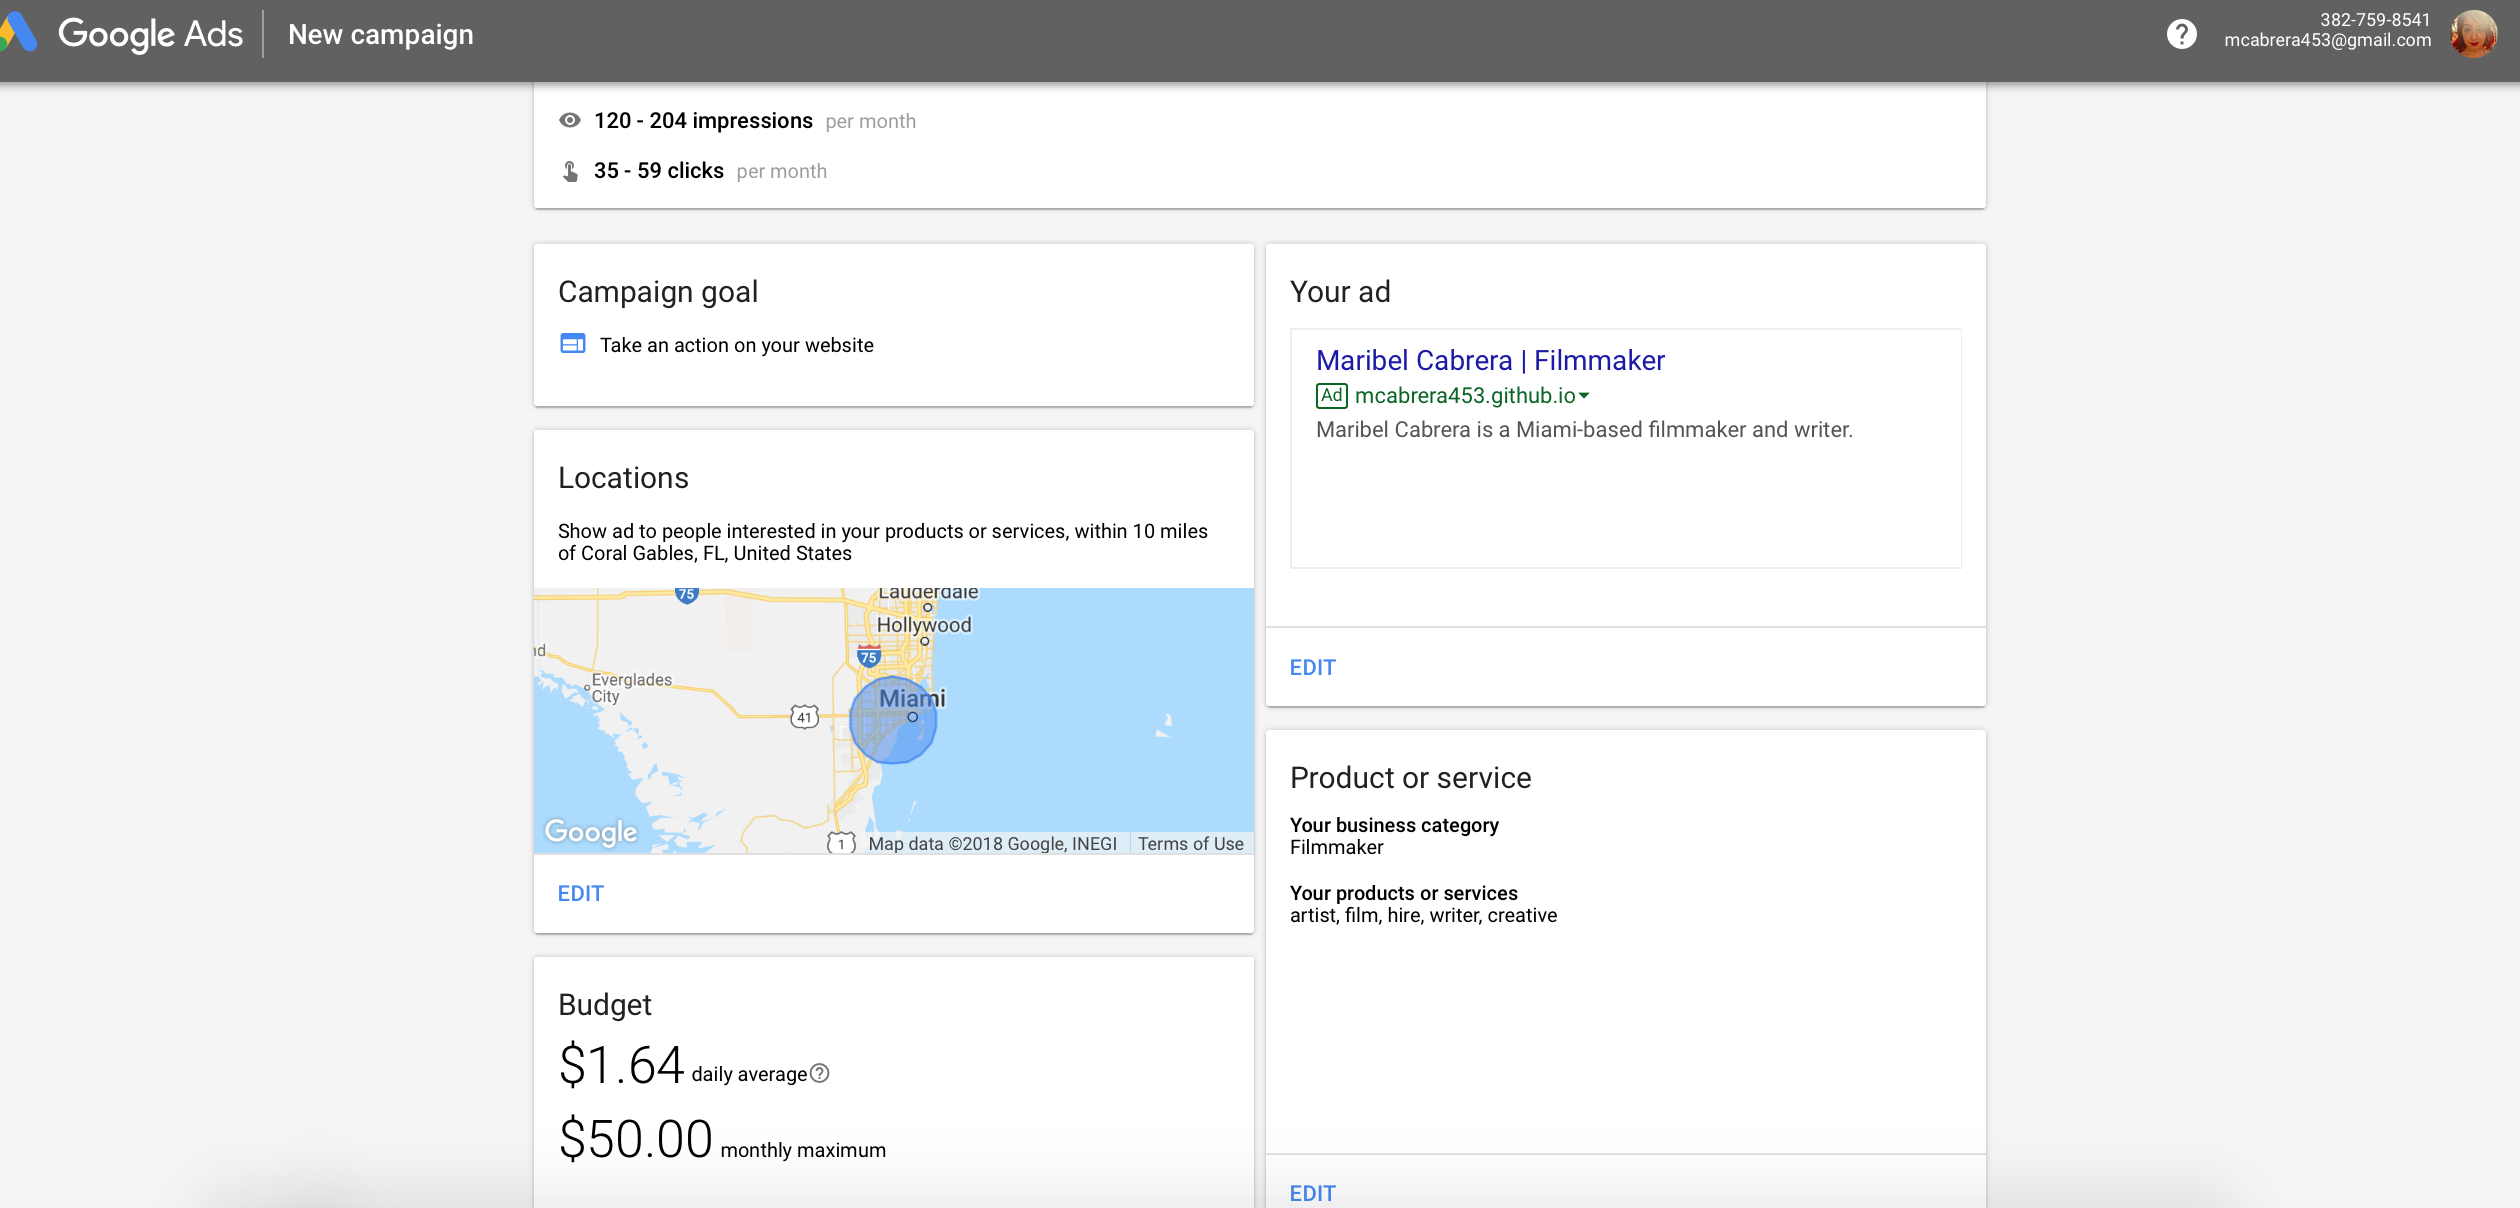 Google Ads New campaign
382-759-8541
mcabrera453@gmail.com
120 - 204 impressions per month
35 - 59 clicks per month
Campaign goal
Take an action on your website
Locations
Show ad to people interested in your products or services, within 10 miles
of Coral Gables, FL, United States
75
Lauderdale
Hollywood
75
nd
Everglades
City
Miami
41
Google
1
Map data ©2018 Google, INEGI Terms of Use
EDIT
Budget
$1.64 daily average
$50.00 monthly maximum
Your ad
Maribel Cabrera | Filmmaker
Ad mcabrera453.github.io
Maribel Cabrera is a Miami-based filmmaker and writer.
EDIT
Product or service
Your business category
Filmmaker
Your products or services
artist, film, hire, writer, creative
EDIT